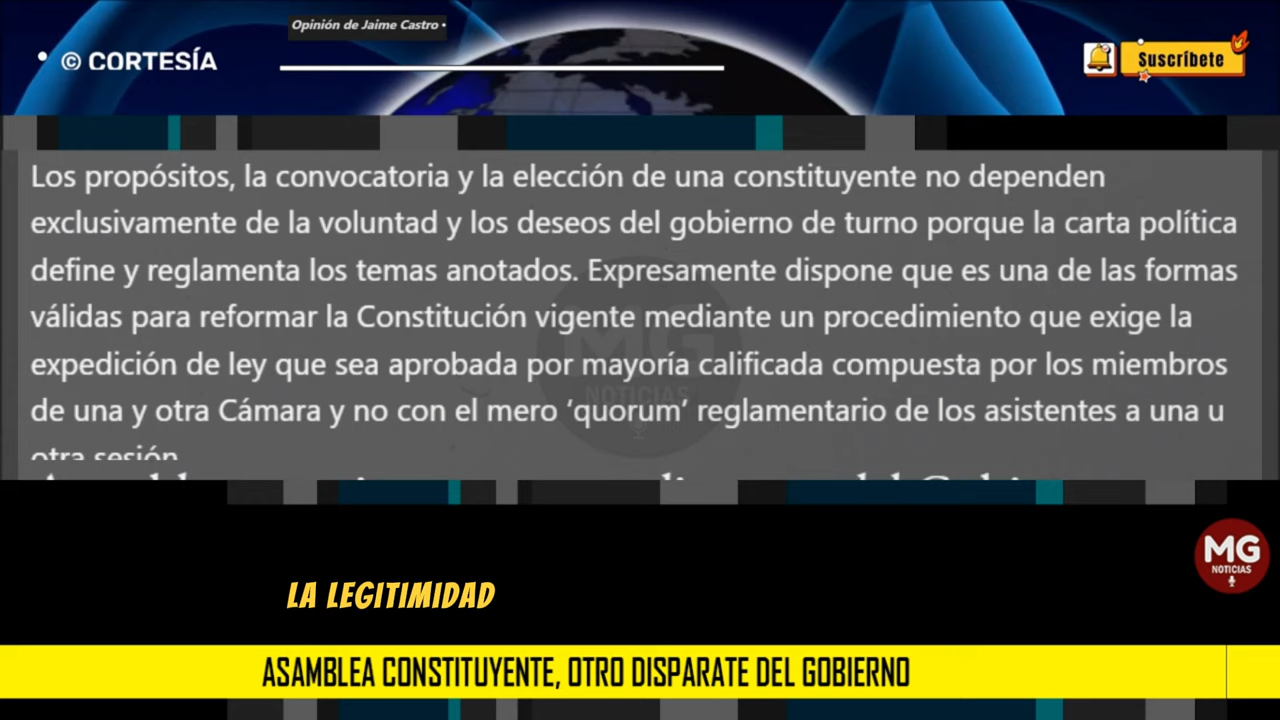 Opinión de Jaime Castro •
• © CORTESÍA
Suscríbete
Los propósitos, la convocatoria y la elección de una constituyente no dependen
exclusivamente de la voluntad y los deseos del gobierno de turno porque la carta política
define y reglamenta los temas anotados. Expresamente dispone que es una de las formas
válidas para reformar la Constitución vigente mediante un procedimiento que exige la
expedición de ley que sea aprobada por mayoría calificada compuesta por los miembros
de una y otra Cámara y no con el mero ‘quorum’ reglamentario de los asistentes a una u
otra sesión
MG
NOTICIAS
MG
NOTICIAS
LA LEGITIMIDAD
ASAMBLEA CONSTITUYENTE, OTRO DISPARATE DEL GOBIERNO